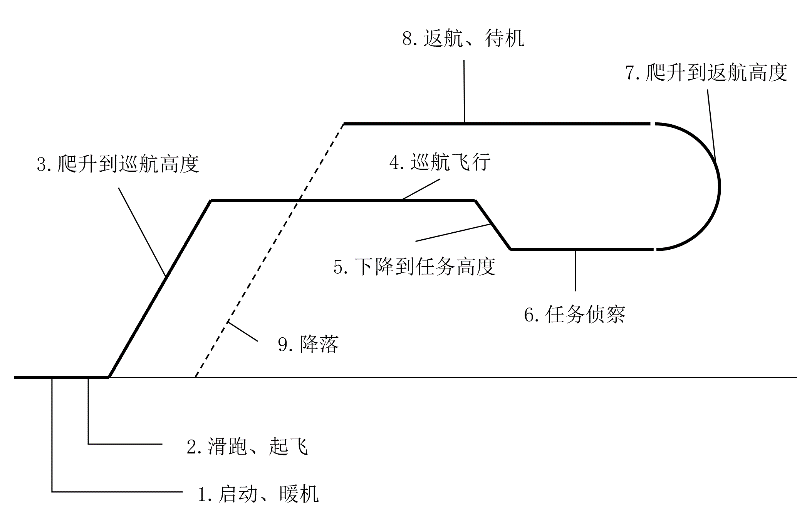 8.返航、待机
7.爬升到返航高度
3.爬升到巡航高度
4.巡航飞行
5.下降到任务高度
6.任务侦察
9.降落
2.滑跑、起飞
1.启动、暖机